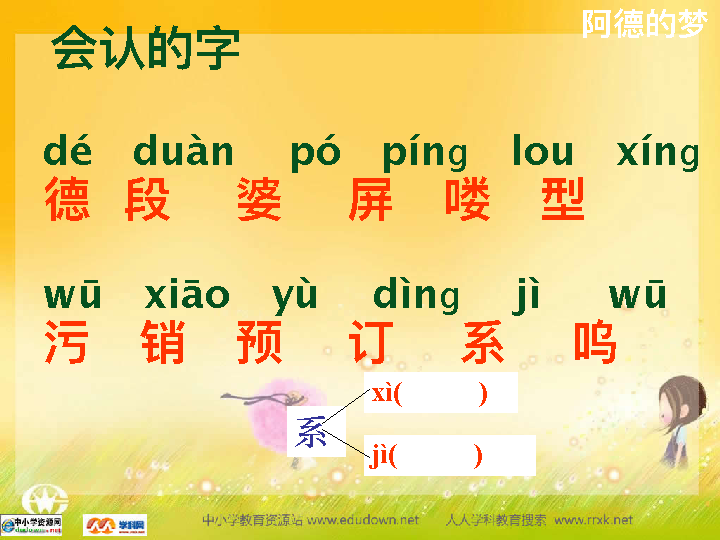 阿德的梦
会认的字
dé duàn pó píng lou xíng
德 段 婆 屏 喽 型
wū xiāo yù dìng jì wū
污 销 预 订 系 呜
xì( )
系
jì( )
中小学资源网 学科网 中小学教育资源站 www.edudown.net 人人学科教育搜索 www.rrxk.net